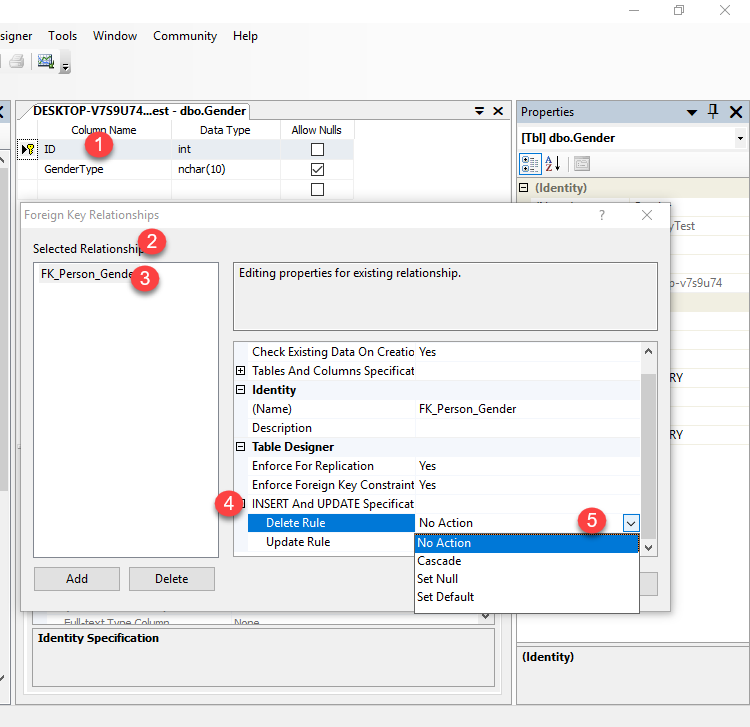 signer Tools Window Community Help
DESKTOP-V7S9U74...est - dbo.Gender
Column Name Data Type Allow Nulls
1
ID int
GenderType nchar(10)
Properties
[Tbl] dbo.Gender
(Identity)
yTest
p-v7s9u74
RY
RY
(Identity)
Foreign Key Relationships ?
2
Selected Relationship
FK_Person_Gende
3
Editing properties for existing relationship.
Check Existing Data On Creatio Yes
Tables And Columns Specificat
Identity
(Name) FK_Person_Gender
Description
Table Designer
Enforce For Replication Yes
Enforce Foreign Key Constraint Yes
4 INSERT And UPDATE Specificat
Delete Rule No Action 5
Update Rule
No Action
Cascade
Set Null
Set Default
Add Delete
Full-text Type Column None
Identity Specification